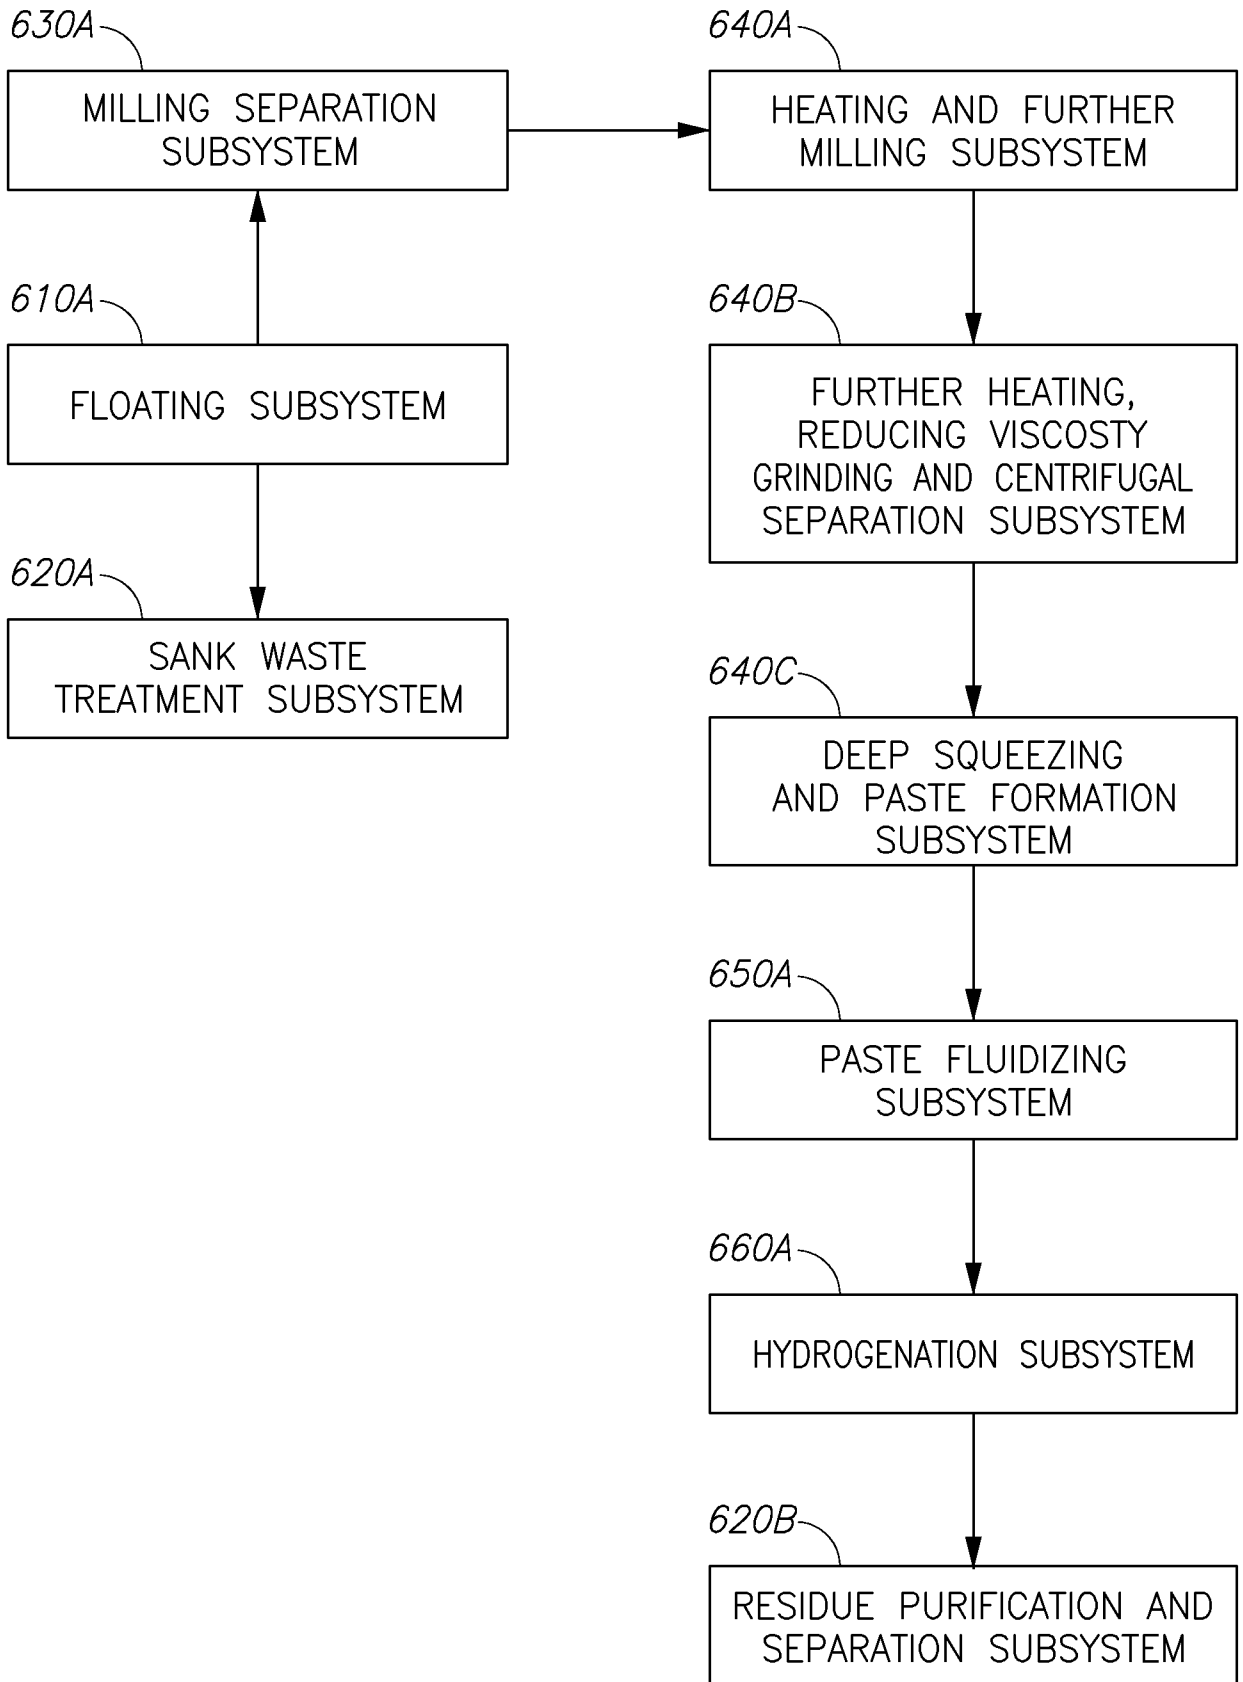 630A
MILLING SEPARATION
SUBSYSTEM
640A
HEATING AND FURTHER
MILLING SUBSYSTEM
610A
FLOATING SUBSYSTEM
640B
FURTHER HEATING,
REDUCING VISCOSTY
GRINDING AND CENTRIFUGAL
SEPARATION SUBSYSTEM
620A
SANK WASTE
TREATMENT SUBSYSTEM
640C
DEEP SQUEEZING
AND PASTE FORMATION
SUBSYSTEM
650A
PASTE FLUIDIZING
SUBSYSTEM
660A
HYDROGENATION SUBSYSTEM
620B
RESIDUE PURIFICATION AND
SEPARATION SUBSYSTEM